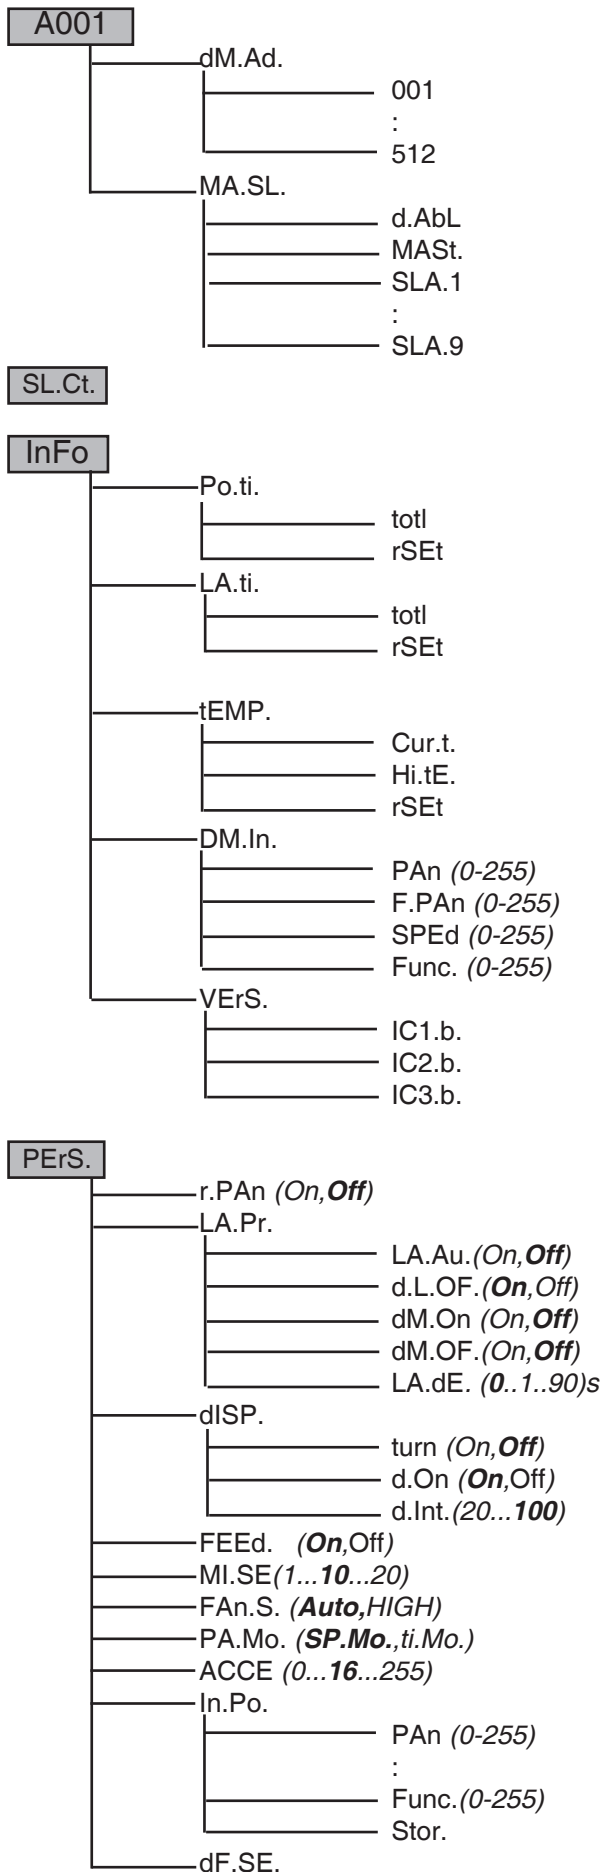 A001
dM.Ad.
001
:
512
MA.SL.
d.AbL
MASt.
SLA.1
:
SLA.9
SL.Ct.
InFo
Po.ti.
totl
rSEt
LA.ti.
totl
rSEt
tEMP.
Cur.t.
Hi.tE.
rSEt
DM.In.
PAn (0-255)
F.PAn (0-255)
SPEd (0-255)
Func. (0-255)
VErS.
IC1.b.
IC2.b.
IC3.b.
PErS.
r.PAn (On,Off)
LA.Pr.
LA.Au.(On,Off)
d.L.OF.(On,Off)
dM.On (On,Off)
dM.OF.(On,Off)
LA.dE. (0..1..90)s
dISP.
turn (On,Off)
d.On (On,Off)
d.Int.(20...100)
FEEd. (On,Off)
MI.SE(1...10...20)
FAn.S. (Auto,HIGH)
PA.Mo. (SP.Mo.,ti.Mo.)
ACCE (0...16...255)
In.Po.
PAn (0-255)
:
Func.(0-255)
Stor.
dF.SE.